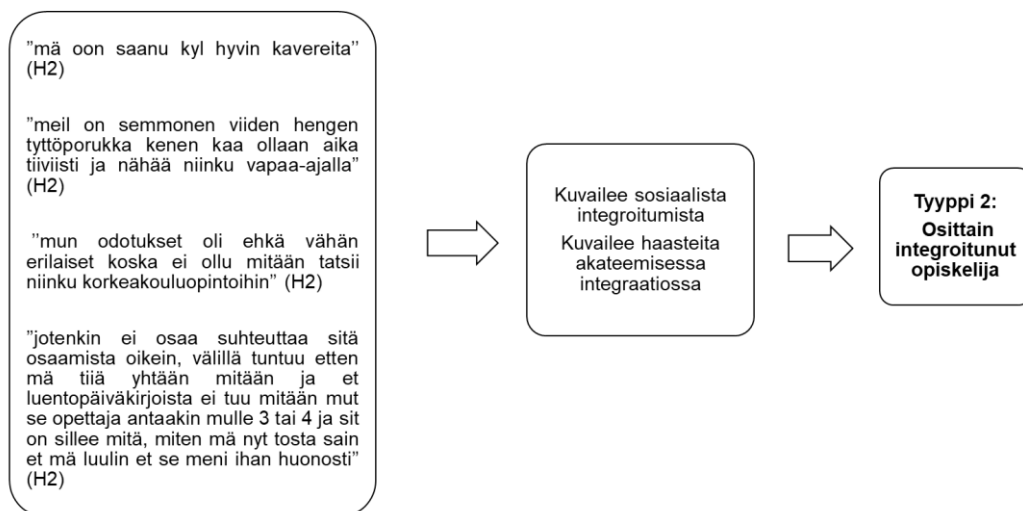 ”mä oon saanu kyl hyvin kavereita’’
(H2)
”meil on semmonen viiden hengen
tyttöporukka kenen kaa ollaan aika
tiiviisti ja nähää niinku vapaa-ajalla”
(H2)
’’mun odotukset oli ehkä vähän
erilaiset koska ei ollu mitään tatsii
niinku korkeakouluopintoihin” (H2)
”jotenkin ei osaa suhteuttaa sitä
osaamista oikein, välillä tuntuu etten
mä tiiä yhtään mitään ja et
luentopäiväkirjoista ei tuu mitään mut
se opettaja antaakin mulle 3 tai 4 ja sit
on sillee mitä, miten mä nyt tosta sain
et mä luulin et se meni ihan huonosti”
(H2)
Kuvailee sosiaalista
integroitumista
Kuvailee haasteita
akateemisessa
integraatiossa
Tyyppi 2:
Osittain
integroitunut
opiskelija